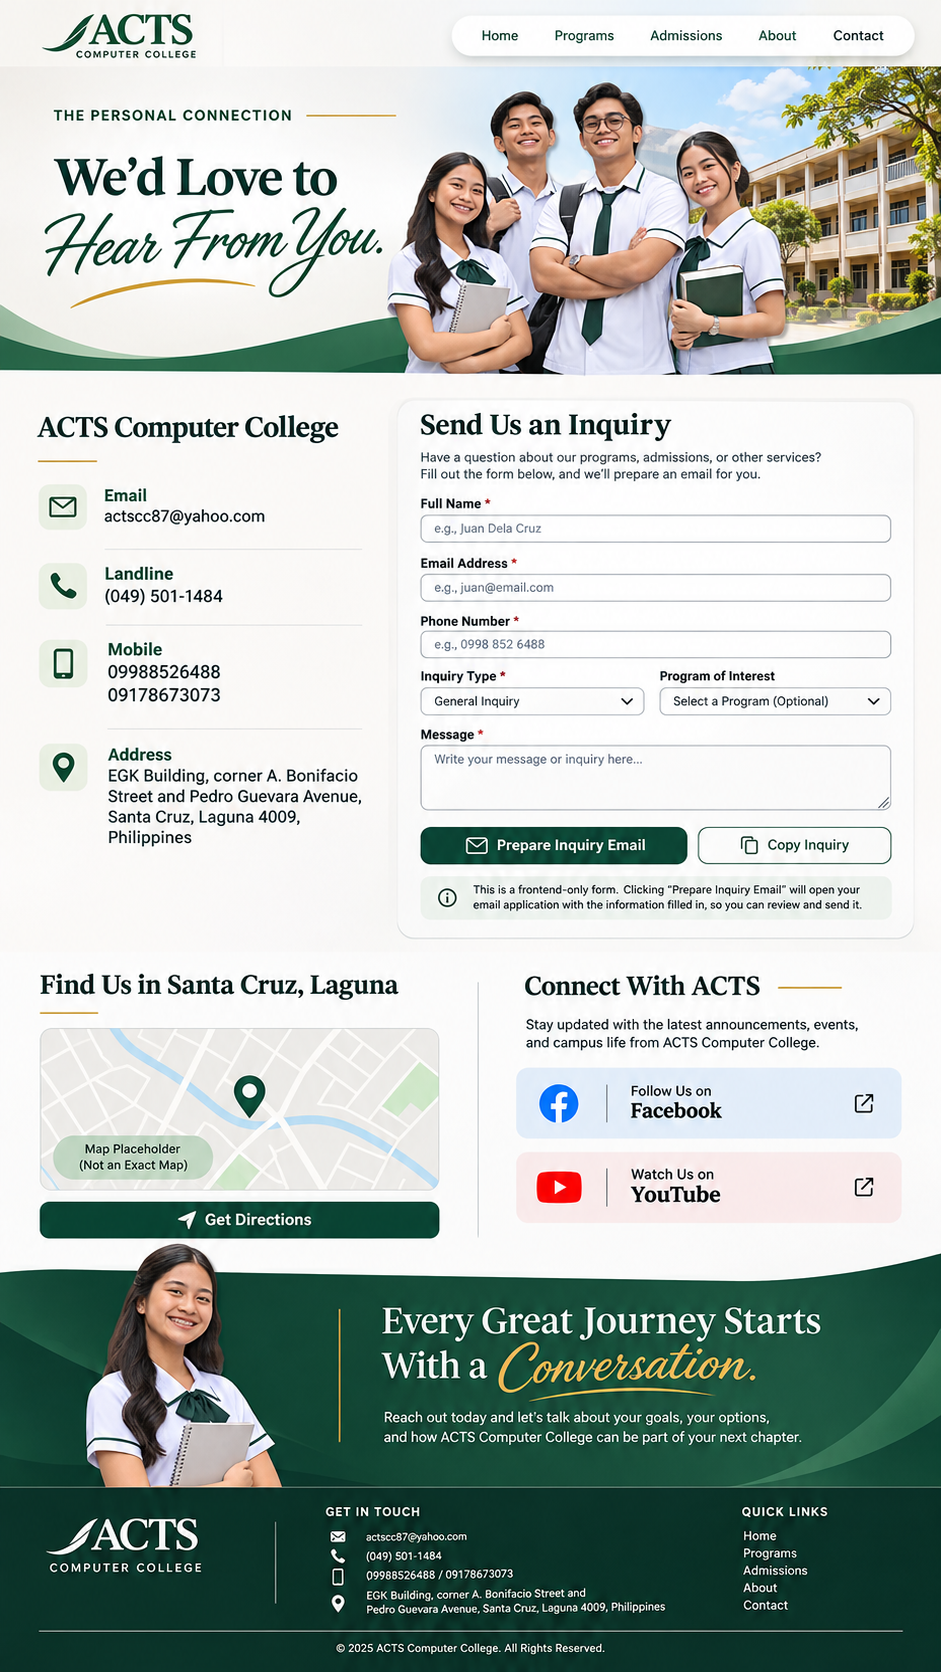 ACTS
COMPUTER COLLEGE
Home
Programs
Admissions
About
Contact
THE PERSONAL CONNECTION
We'd Love to
Hear From You.
ACTS Computer College
Email
actscc87@yahoo.com
Landline
(049) 501-1484
Mobile
09988526488
09178673073
Address
EGK Building, corner A. Bonifacio
Street and Pedro Guevara Avenue,
Santa Cruz, Laguna 4009,
Philippines
Send Us an Inquiry
Have a question about our programs, admissions, or other services?
Fill out the form below, and we'll prepare an email for you.
Full Name *
e.g., Juan Dela Cruz
Email Address *
e.g., juan@email.com
Phone Number *
e.g., 0998 852 6488
Inquiry Type *
General Inquiry
Program of Interest
Select a Program (Optional)
Message *
Write your message or inquiry here...
Prepare Inquiry Email
Copy Inquiry
This is a frontend-only form. Clicking "Prepare Inquiry Email" will open your
email application with the information filled in, so you can review and send it.
Find Us in Santa Cruz, Laguna
Map Placeholder
(Not an Exact Map)
Get Directions
Connect With ACTS
Stay updated with the latest announcements, events,
and campus life from ACTS Computer College.
Follow Us on
Facebook
Watch Us on
YouTube
Every Great Journey Starts
With a Conversation.
Reach out today and let's talk about your goals, your options,
and how ACTS Computer College can be part of your next chapter.
ACTS
COMPUTER COLLEGE
GET IN TOUCH
actscc87@yahoo.com
(049) 501-1484
09988526488 / 09178673073
EGK Building, corner A. Bonifacio Street and
Pedro Guevara Avenue, Santa Cruz, Laguna 4009, Philippines
QUICK LINKS
Home
Programs
Admissions
About
Contact
© 2025 ACTS Computer College. All Rights Reserved.